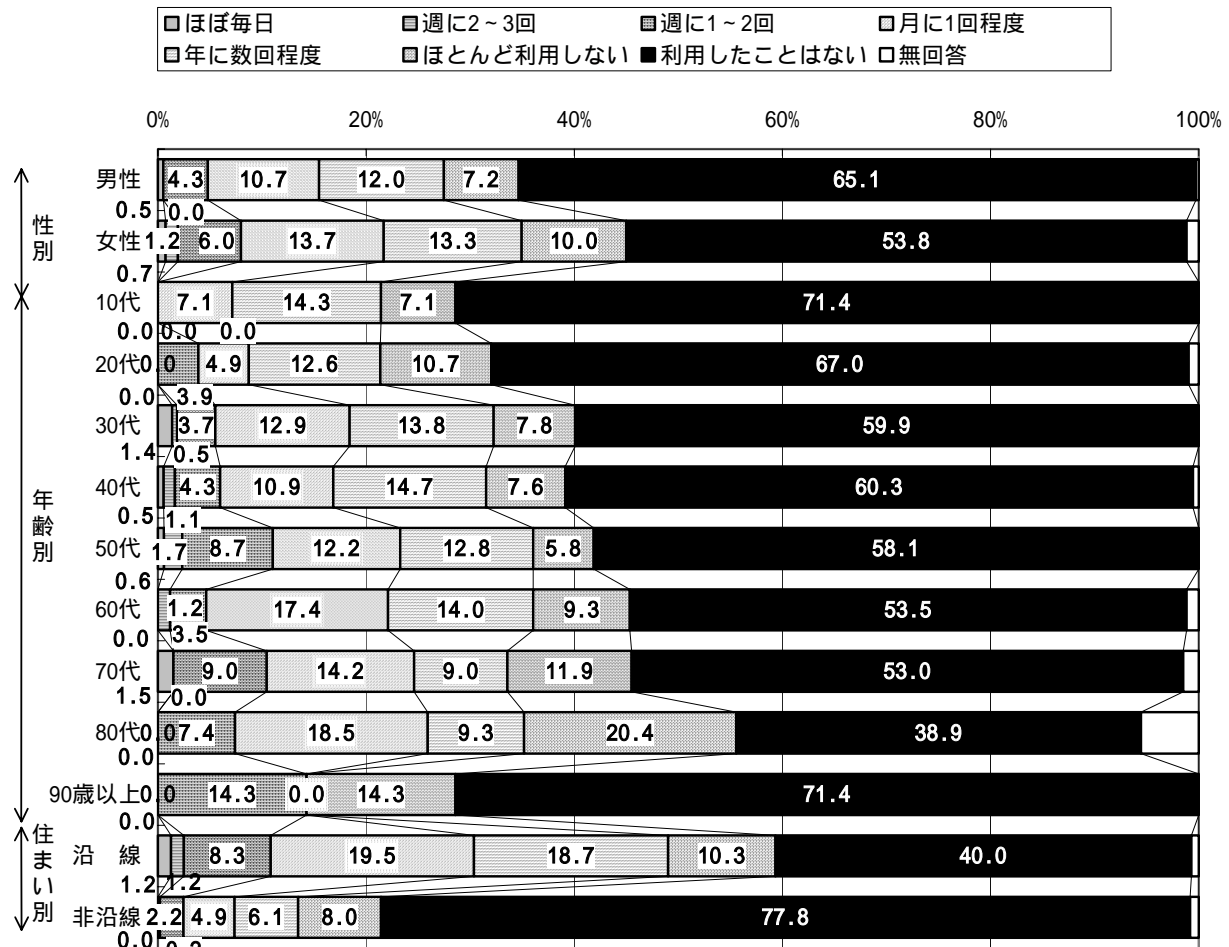 ほぼ毎日 週に2～3回 週に1～2回 月に1回程度
年に数回程度 ほとんど利用しない 利用したことはない 無回答
0% 20% 40% 60% 80% 100%
性別
男性 4.3 10.7 12.0 7.2 65.1
0.5 0.0
女性 1.2 6.0 13.7 13.3 10.0 53.8
0.7
年齢別
10代 7.1 14.3 7.1 71.4
0.0 0.0 0.0
20代 0.0 4.9 12.6 10.7 67.0
0.0 3.9
30代 3.7 12.9 13.8 7.8 59.9
1.4 0.5
40代 4.3 10.9 14.7 7.6 60.3
0.5 1.1
50代 1.7 8.7 12.2 12.8 5.8 58.1
0.6
60代 1.2 17.4 14.0 9.3 53.5
0.0 3.5
70代 9.0 14.2 9.0 11.9 53.0
1.5 0.0
80代 0.0 7.4 18.5 9.3 20.4 38.9
0.0
90歳以上 0.0 14.3 0.0 14.3 71.4
0.0
住まい別
沿 線 8.3 19.5 18.7 10.3 40.0
1.2 1.2
非沿線 2.2 4.9 6.1 8.0 77.8
0.0